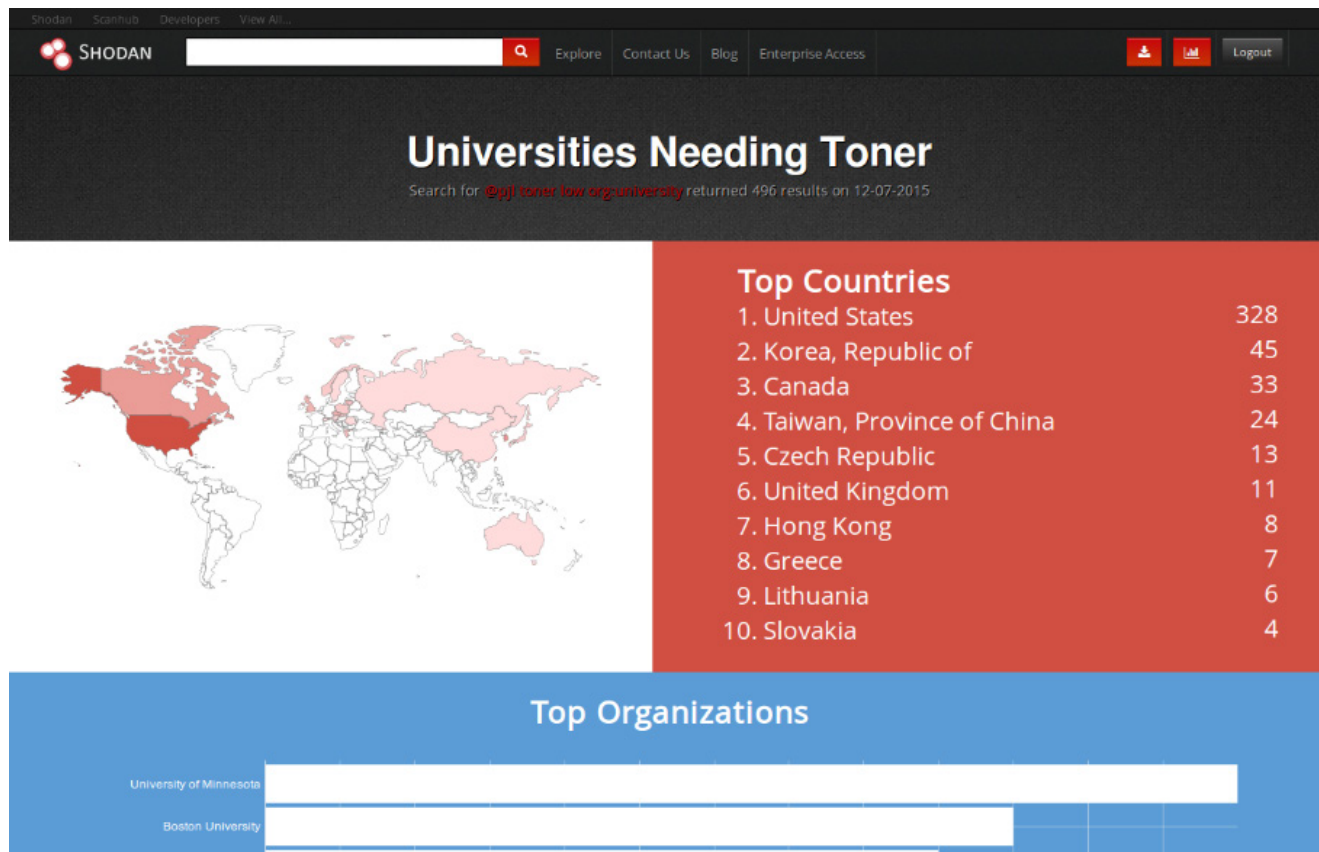 Shodan Scanhub Developers View All...
SHODAN Explore Contact Us Blog Enterprise Access Logout
Universities Needing Toner
Search for @pjl toner low org:university returned 496 results on 12-07-2015
Top Countries
1. United States 328
2. Korea, Republic of 45
3. Canada 33
4. Taiwan, Province of China 24
5. Czech Republic 13
6. United Kingdom 11
7. Hong Kong 8
8. Greece 7
9. Lithuania 6
10. Slovakia 4
Top Organizations
University of Minnesota
Boston University